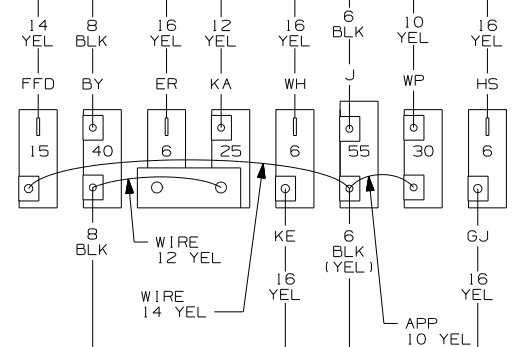 14 8 16 12 16 6 10 16
YEL BLK YEL YEL YEL BLK YEL YEL
FFD BY ER KA WH J WP HS
15 40 6 25 6 55 30 6
8 KE 6 GJ
BLK BLK
WIRE (YEL)
12 YEL
16 16
YEL YEL
WIRE
14 YEL
APP
10 YEL